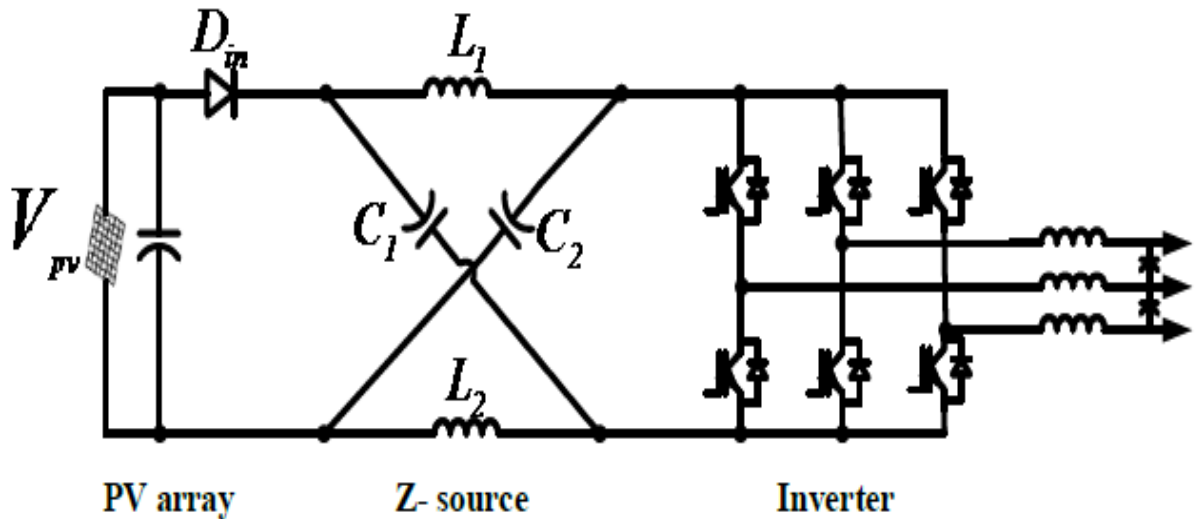 D_in
L_1
V_pv
C_1
C_2
L_2
PV array
Z- source
Inverter